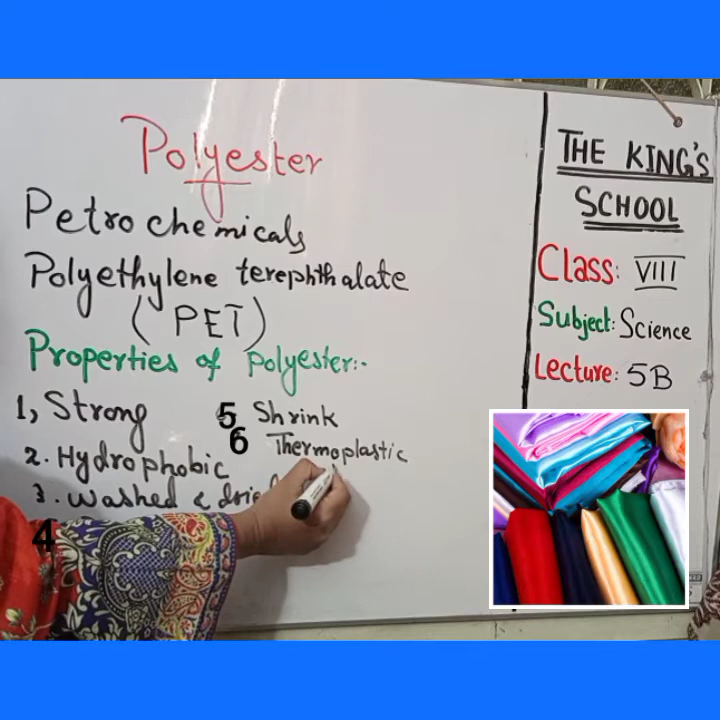 Polyester
Petrochemicals
Polyethylene terephthalate
(PET)
Properties of Polyester:-
1, Strong
2. Hydrophobic
3. Washed &
4
5 Shrink
6 Thermoplastic
THE KING'S
SCHOOL
Class: VIII
Subject: Science
Lecture: 5B